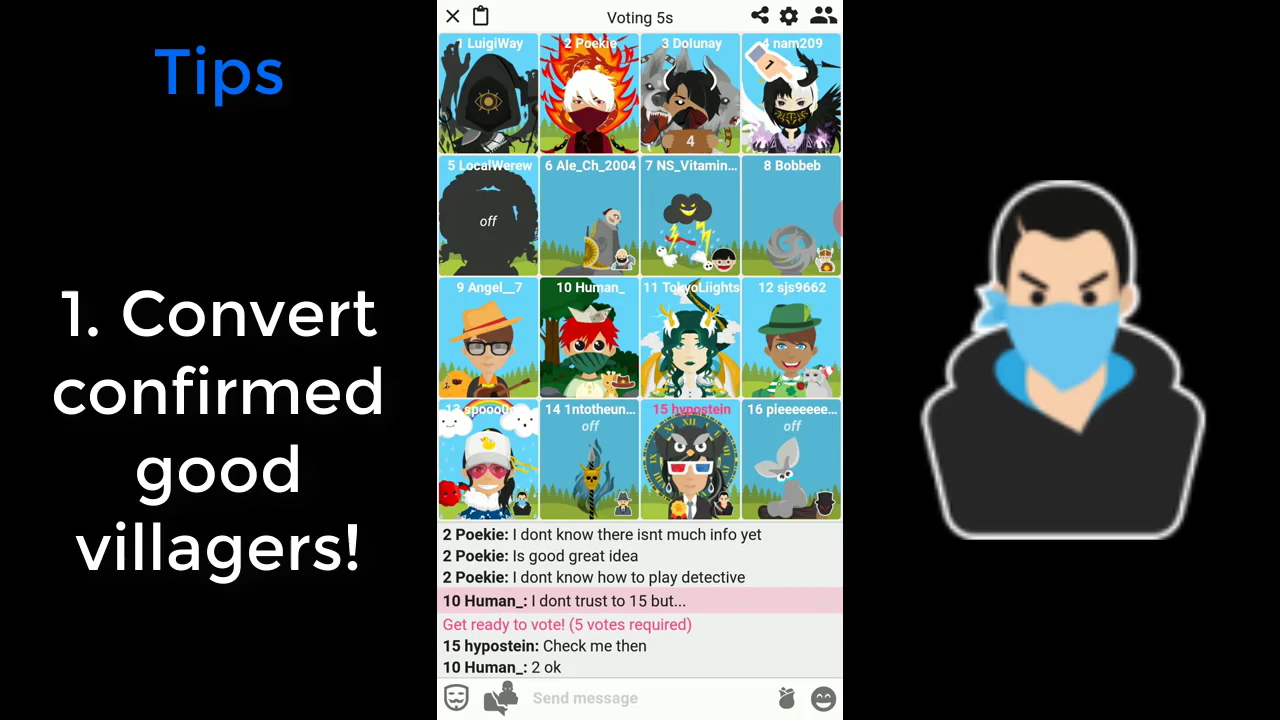 Tips
1. Convert
confirmed
good
villagers!
Voting 5s
1 LuigiWay
2 Poekie
3 Dolunay
4 nam209
1
4
5 LocalWerew
6 Ale_Ch_2004
7 NS_Vitamin...
8 Bobbeb
off
9 Angel__7
10 Human_
11 TokyoLiights
12 sjs9662
14 1ntotheun...
15 hypostein
16 pieeeeeee...
off
off
2 Poekie: I dont know there isnt much info yet
2 Poekie: Is good great idea
2 Poekie: I dont know how to play detective
10 Human_: I dont trust to 15 but...
Get ready to vote! (5 votes required)
15 hypostein: Check me then
10 Human_: 2 ok
Send message